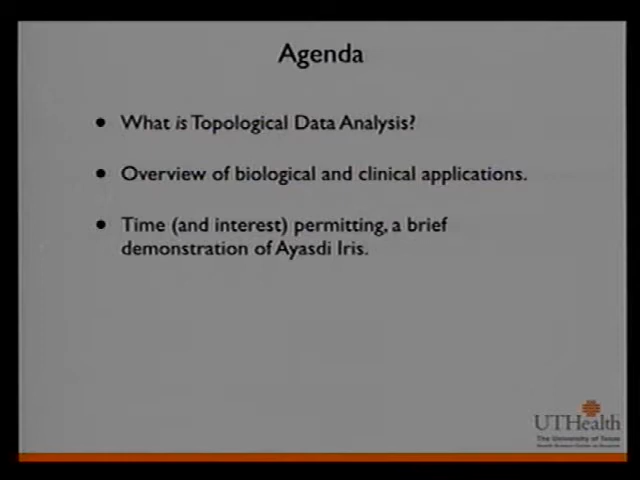 Agenda
• What is Topological Data Analysis?
• Overview of biological and clinical applications.
• Time (and interest) permitting, a brief
demonstration of Ayasdi Iris.
UTHealth
The University of Texas